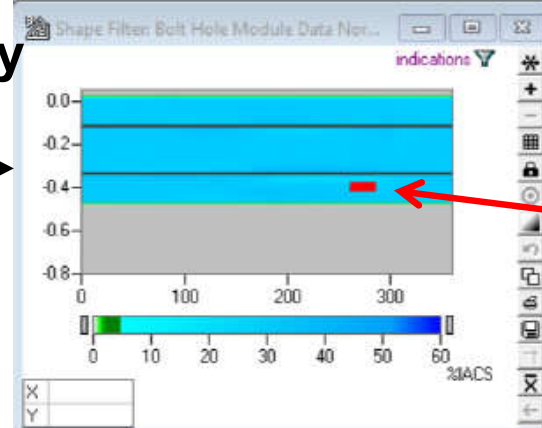 Shape Filter: Bolt Hole Module Data Nor...
y
indications
0.0
-0.2
-0.4
-0.6
-0.8
0 100 200 300
0 10 20 30 40 50 60
%IACS
X
Y